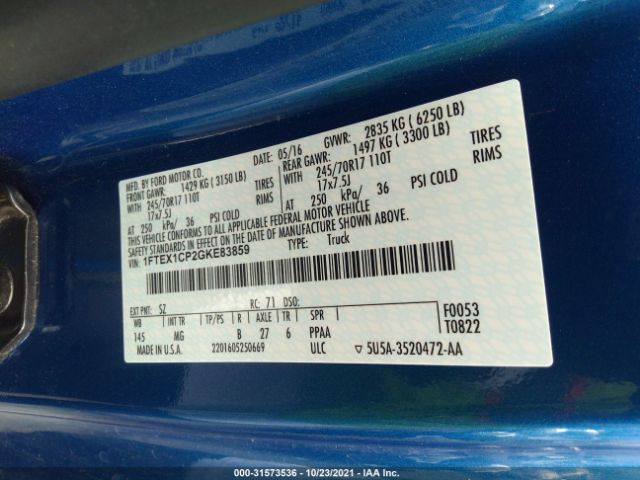 MFD. BY FORD MOTOR CO. DATE: 05/16 GVWR: 2835 KG ( 6250 LB)
FRONT GAWR: 1429 KG ( 3150 LB) REAR GAWR: 1497 KG ( 3300 LB)
WITH 245/70R17 110T TIRES WITH 245/70R17 110T TIRES
17x7.5J RIMS 17x7.5J RIMS
AT 250 kPa/ 36 PSI COLD AT 250 kPa/ 36 PSI COLD
THIS VEHICLE CONFORMS TO ALL APPLICABLE FEDERAL MOTOR VEHICLE
SAFETY STANDARDS IN EFFECT ON THE DATE OF MANUFACTURE SHOWN ABOVE.
VIN: 1FTEX1CP2GKE83859 TYPE: Truck
EXT PNT: SZ RC: 71 DSO: F0053
WB INT TR TP/PS R AXLE TR SPR T0822
145 MG B 27 6 PPAA
MADE IN U.S.A. 2201605250669 ULC ▽ 5U5A-3520472-AA
000-31573536 - 10/23/2021 - IAA Inc.